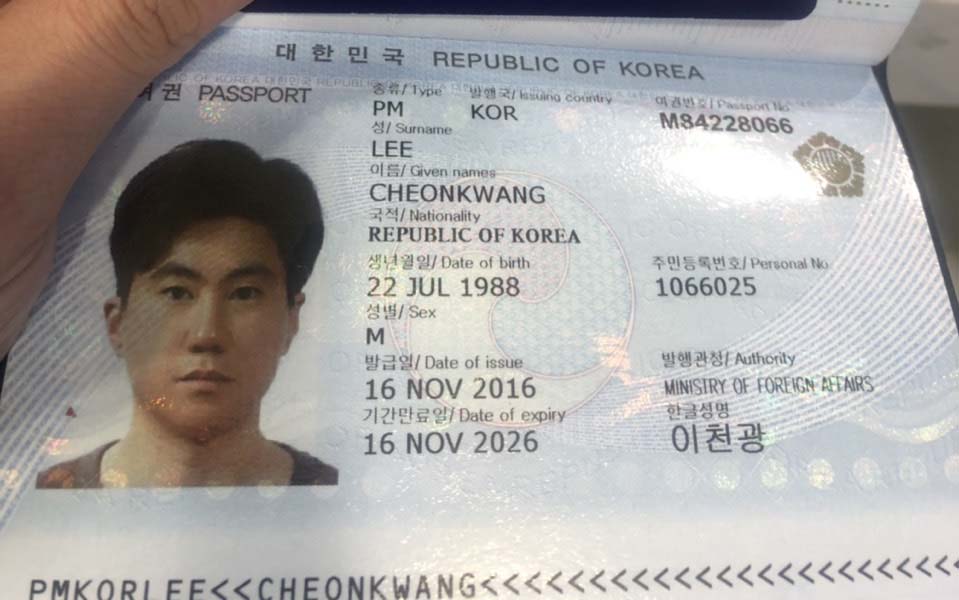 대한민국 REPUBLIC OF KOREA
여권 PASSPORT
종류/ Type 발행국/ Issuing country 여권번호/ Passport No
PM KOR M84228066
성/ Surname
LEE
이름/ Given names
CHEONKWANG
국적/ Nationality
REPUBLIC OF KOREA
생년월일/ Date of birth 주민등록번호/ Personal No
22 JUL 1988 1066025
성별/ Sex
M
발급일/ Date of issue 발행관청/ Authority
16 NOV 2016 MINISTRY OF FOREIGN AFFAIRS
기간만료일/ Date of expiry 한글성명
16 NOV 2026 이천광
PMKORLEE<<CHEONKWANG<<<<<<<<<<<<<<<<<<<<